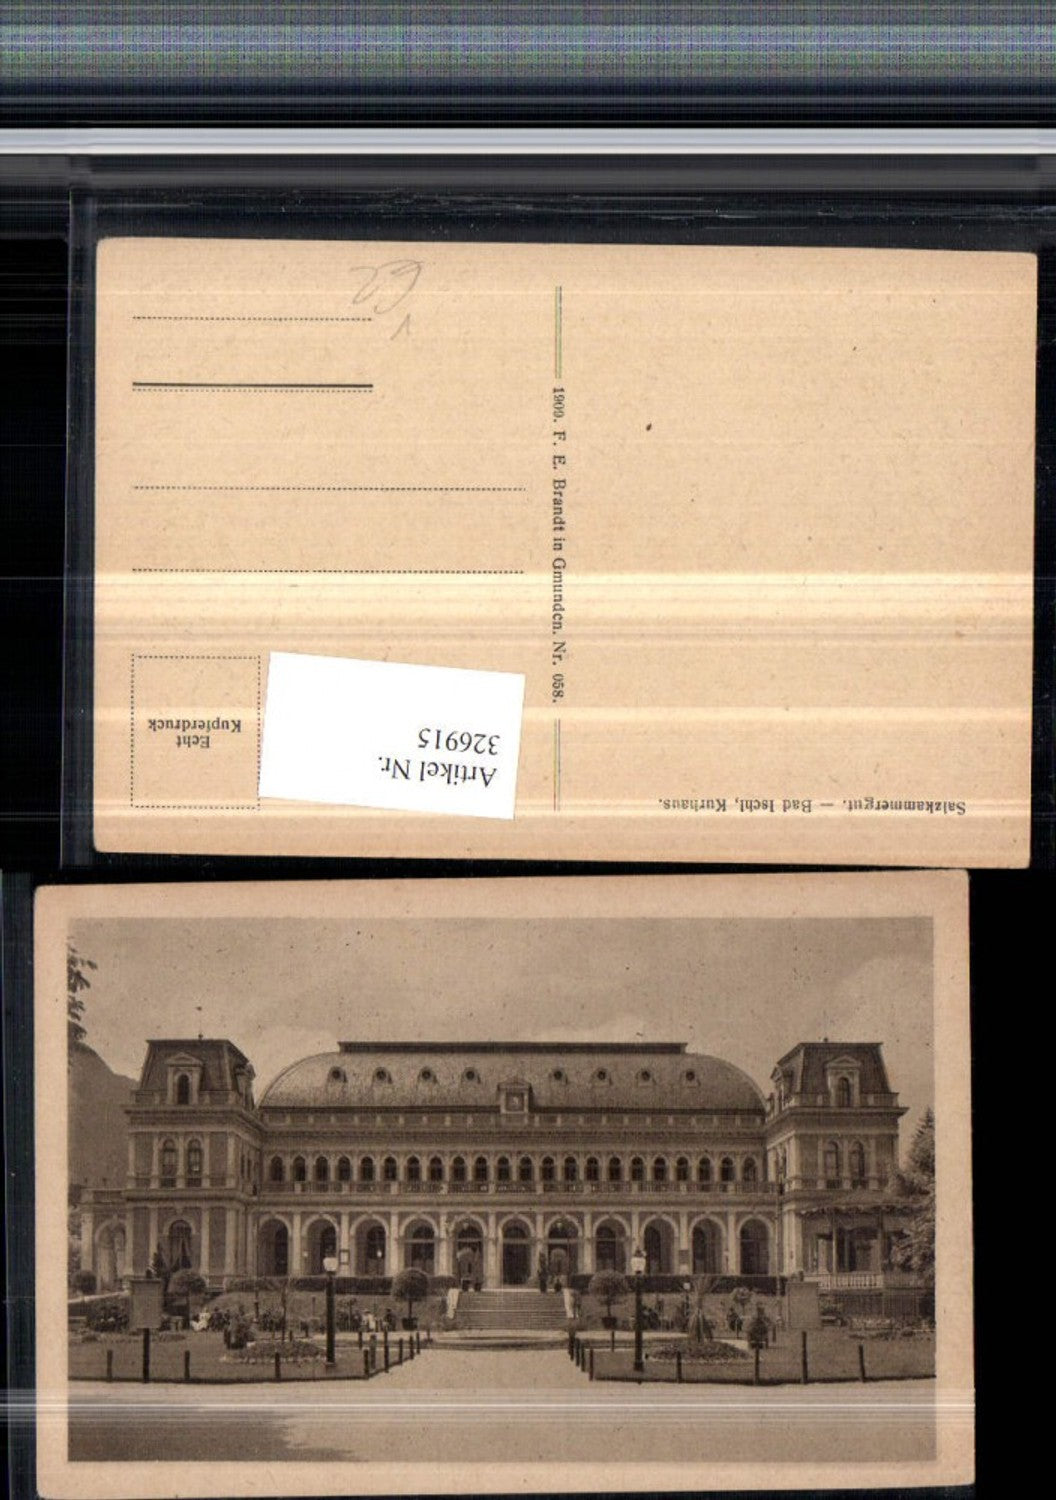 Salzkammergut. — Bad Ischl, Kurhaus.
1909. F. E. Brandt in Gmunden. Nr. 058.
Echt
Kupferdruck
Artikel Nr.
326915